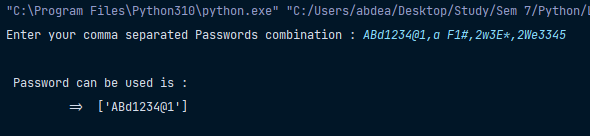 "C:\Program Files\Python310\python.exe" "C:/Users/abdea/Desktop/Study/Sem 7/Python/
Enter your comma separated Passwords combination : ABd1234@1,a F1#,2w3E*,2We3345
Password can be used is :
=> ['ABd1234@1']